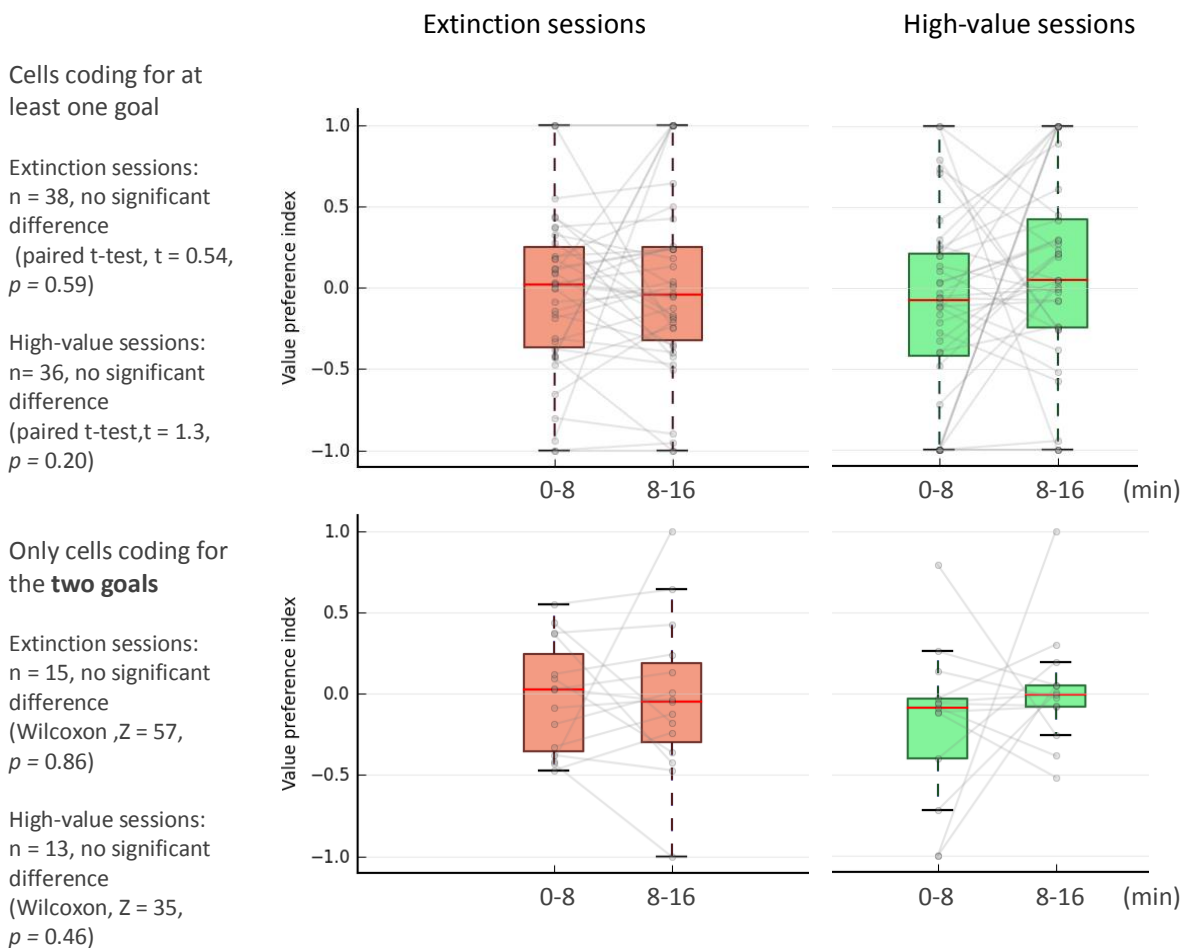 Extinction sessions
High-value sessions
Cells coding for at
least one goal
Extinction sessions:
n = 38, no significant
difference
(paired t-test, t = 0.54,
p = 0.59)
High-value sessions:
n= 36, no significant
difference
(paired t-test,t = 1.3,
p = 0.20)
Value preference index
1.0
0.5
0.0
−0.5
−1.0
0-8
8-16
0-8
8-16
(min)
Only cells coding for
the two goals
Extinction sessions:
n = 15, no significant
difference
(Wilcoxon ,Z = 57,
p = 0.86)
High-value sessions:
n = 13, no significant
difference
(Wilcoxon, Z = 35,
p = 0.46)
Value preference index
1.0
0.5
0.0
−0.5
−1.0
0-8
8-16
0-8
8-16
(min)